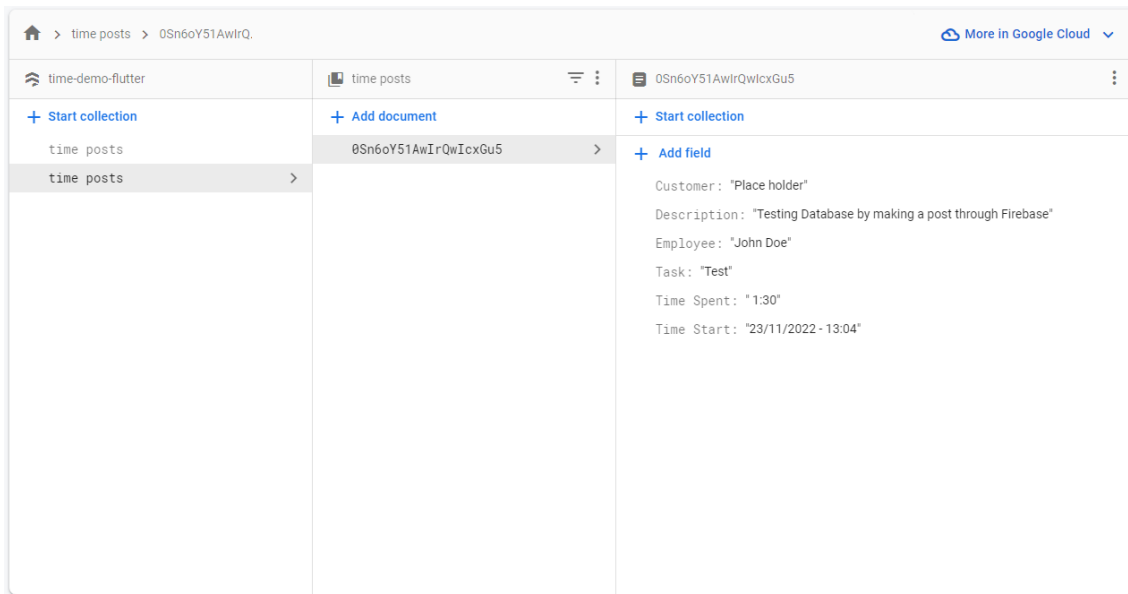 time posts > 0Sn6oY51AwIrQ.
More in Google Cloud
time-demo-flutter
time posts
0Sn6oY51AwIrQwIcxGu5
+ Start collection
+ Add document
+ Start collection
time posts
0Sn6oY51AwIrQwIcxGu5
+ Add field
time posts
Customer: "Place holder"
Description: "Testing Database by making a post through Firebase"
Employee: "John Doe"
Task: "Test"
Time Spent: " 1:30"
Time Start: "23/11/2022 - 13:04"